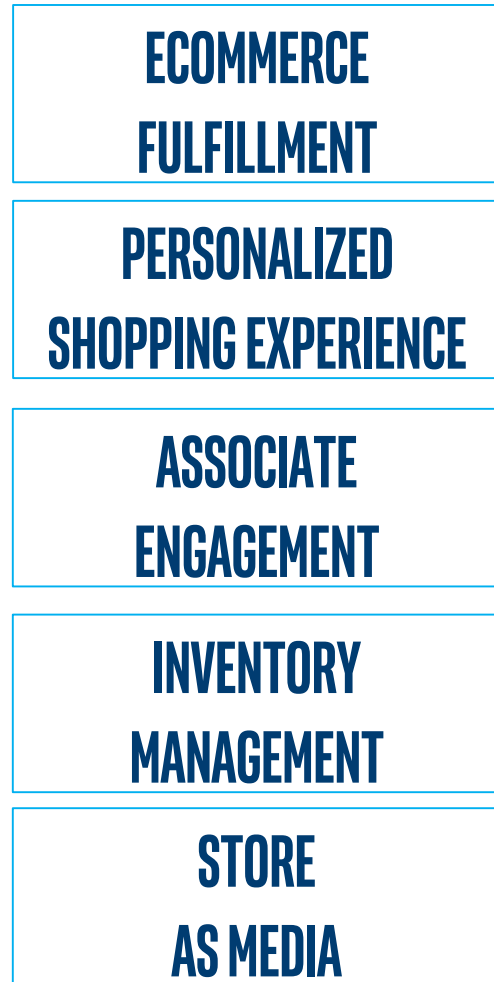 ECOMMERCE
FULFILLMENT
PERSONALIZED
SHOPPING EXPERIENCE
ASSOCIATE
ENGAGEMENT
INVENTORY
MANAGEMENT
STORE
AS MEDIA